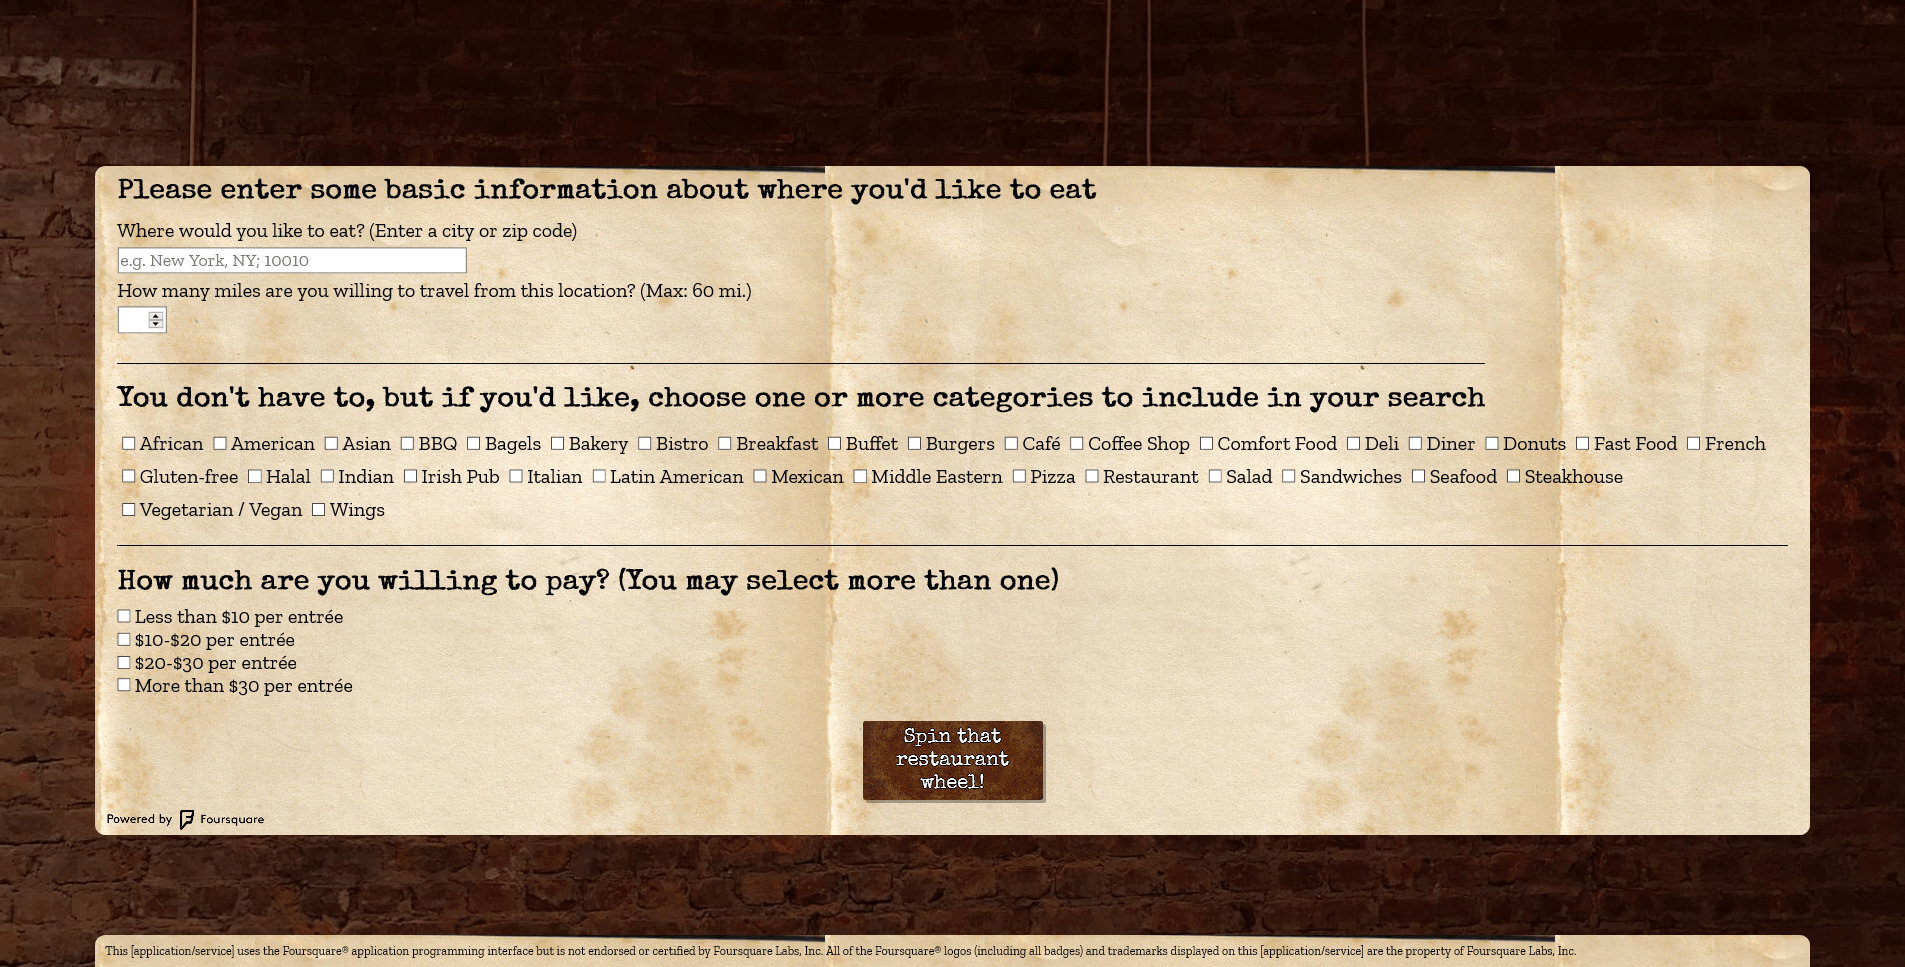 Please enter some basic information about where you'd like to eat
Where would you like to eat? (Enter a city or zip code)
e.g. New York, NY; 10010
How many miles are you willing to travel from this location? (Max: 60 mi.)
You don't have to, but if you'd like, choose one or more categories to include in your search
African American Asian BBQ Bagels Bakery Bistro Breakfast Buffet Burgers Café Coffee Shop Comfort Food Deli Diner Donuts Fast Food French
Gluten-free Halal Indian Irish Pub Italian Latin American Mexican Middle Eastern Pizza Restaurant Salad Sandwiches Seafood Steakhouse
Vegetarian / Vegan Wings
How much are you willing to pay? (You may select more than one)
Less than $10 per entrée
$10-$20 per entrée
$20-$30 per entrée
More than $30 per entrée
Spin that
restaurant
wheel!
Powered by Foursquare
This [application/service] uses the Foursquare® application programming interface but is not endorsed or certified by Foursquare Labs, Inc. All of the Foursquare® logos (including all badges) and trademarks displayed on this [application/service] are the property of Foursquare Labs, Inc.